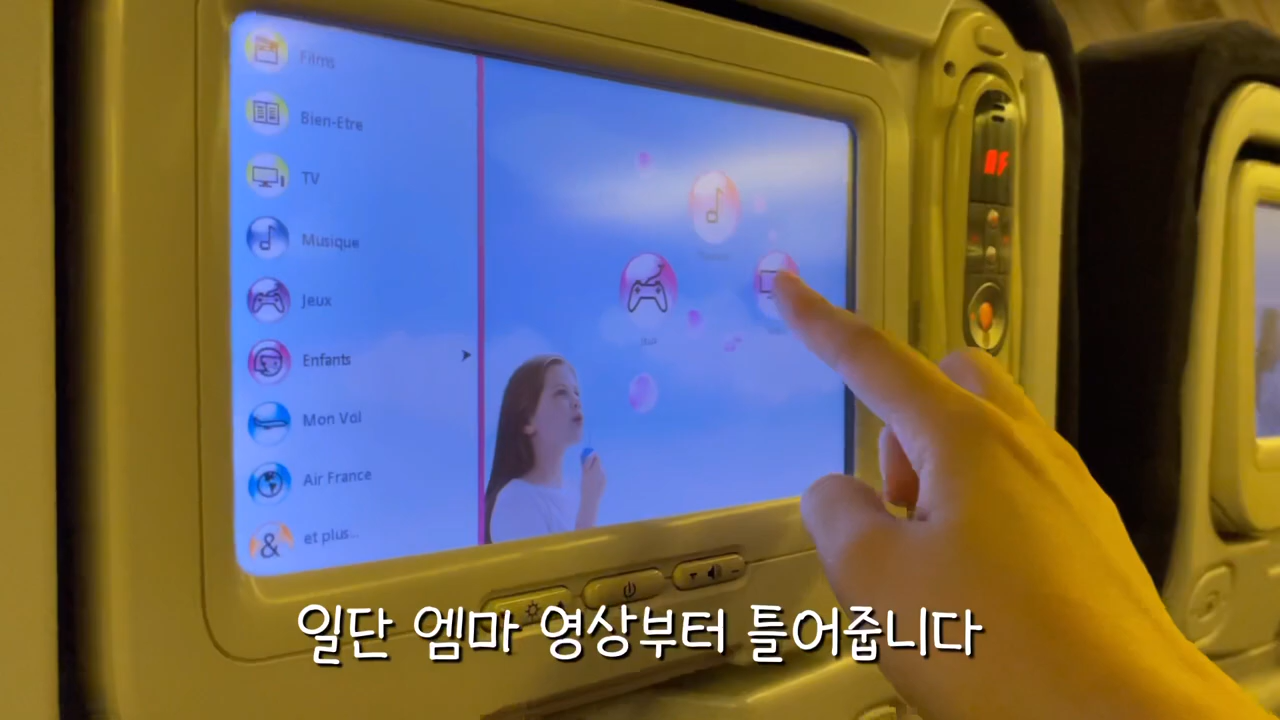 Films
Bien-Etre
TV
Musique
Jeux
Enfants
Mon Vol
Air France
et plus...
일단 엠마 영상부터 틀어줍니다